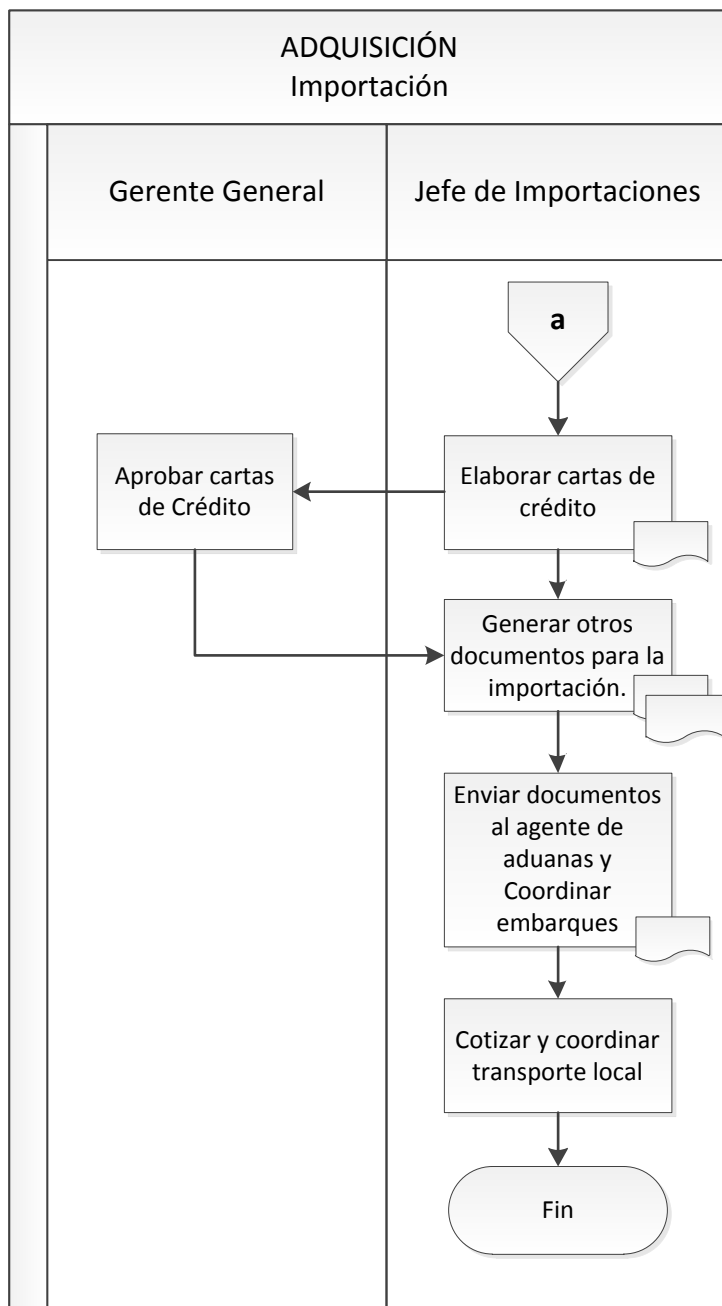 ADQUISICIÓN
Importación
Gerente General
Jefe de Importaciones
a
Aprobar cartas
de Crédito
Elaborar cartas de
crédito
Generar otros
documentos para la
importación.
Enviar documentos
al agente de
aduanas y
Coordinar
embarques
Cotizar y coordinar
transporte local
Fin